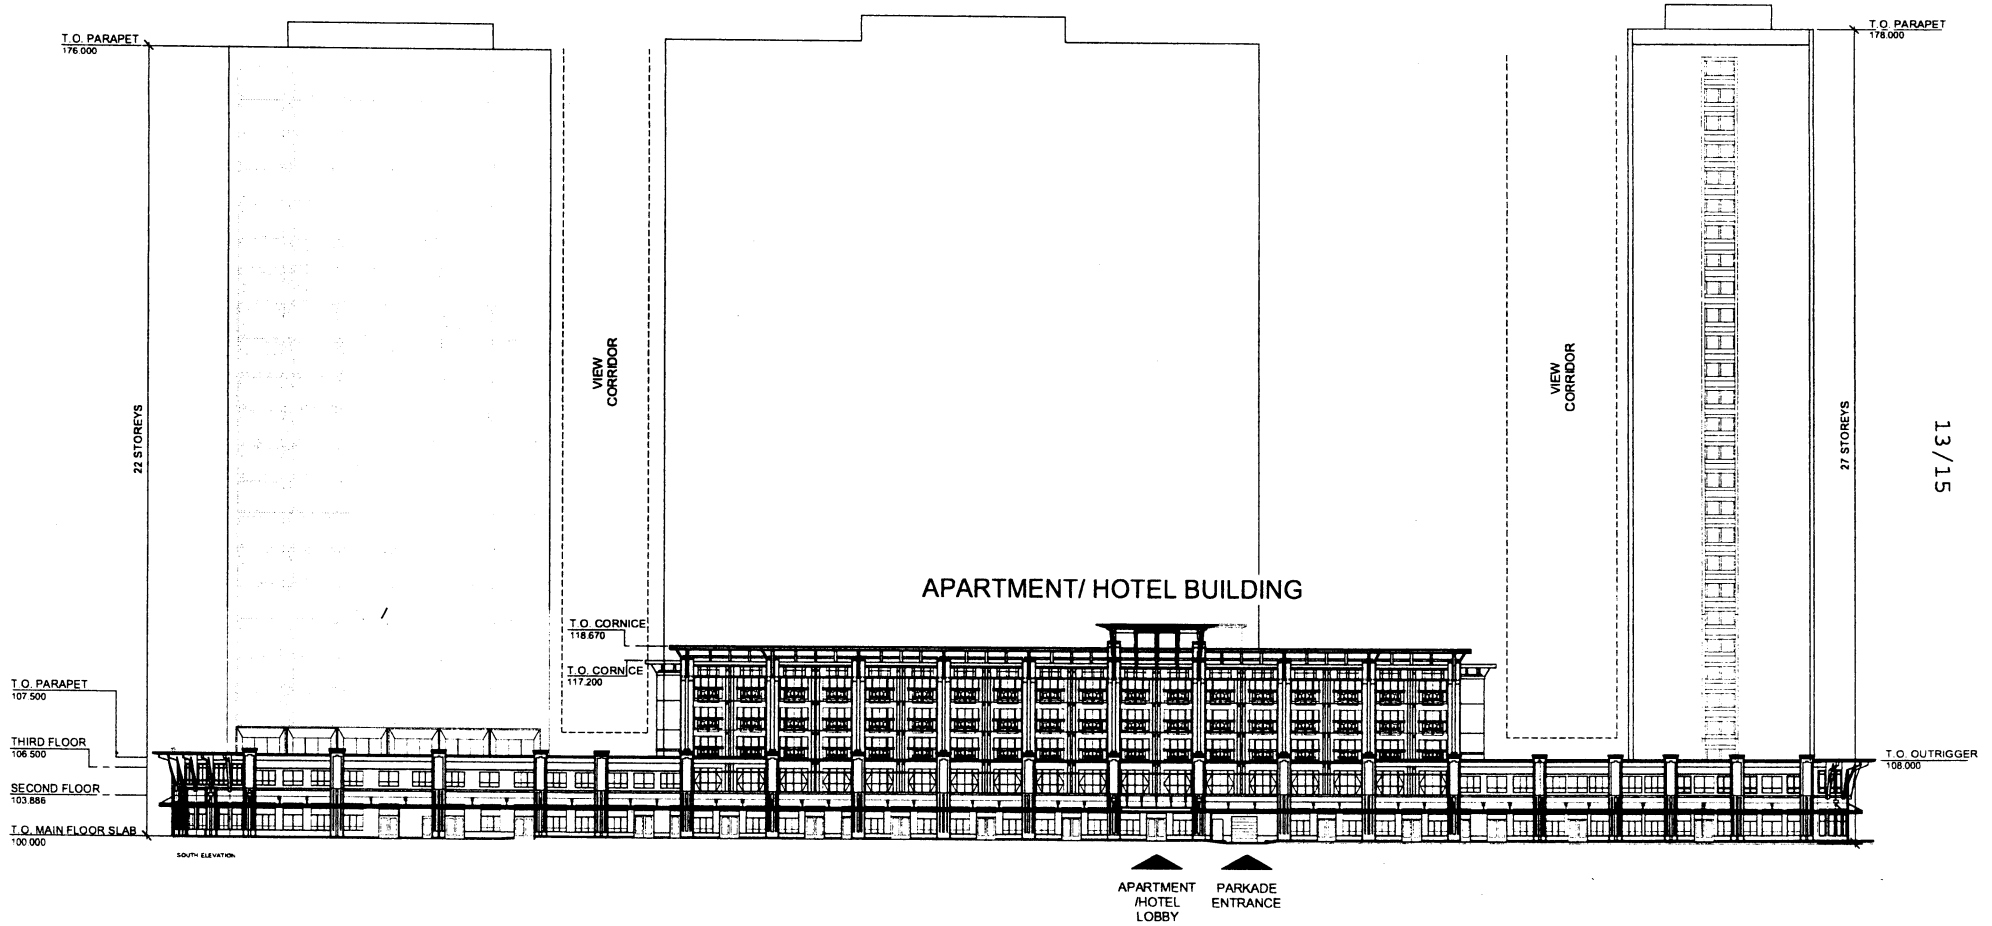 T.O. PARAPET
176.000
T.O. PARAPET
178.000
VIEW
CORRIDOR
VIEW
CORRIDOR
22 STOREYS
27 STOREYS
13/15
APARTMENT/ HOTEL BUILDING
T.O. CORNICE
118.670
T.O. CORNICE
117.200
T.O. PARAPET
107.500
THIRD FLOOR
106.500
SECOND FLOOR
103.886
T.O. MAIN FLOOR SLAB
100.000
T.O. OUTRIGGER
108.000
SOUTH ELEVATION
APARTMENT
/HOTEL
LOBBY
PARKADE
ENTRANCE